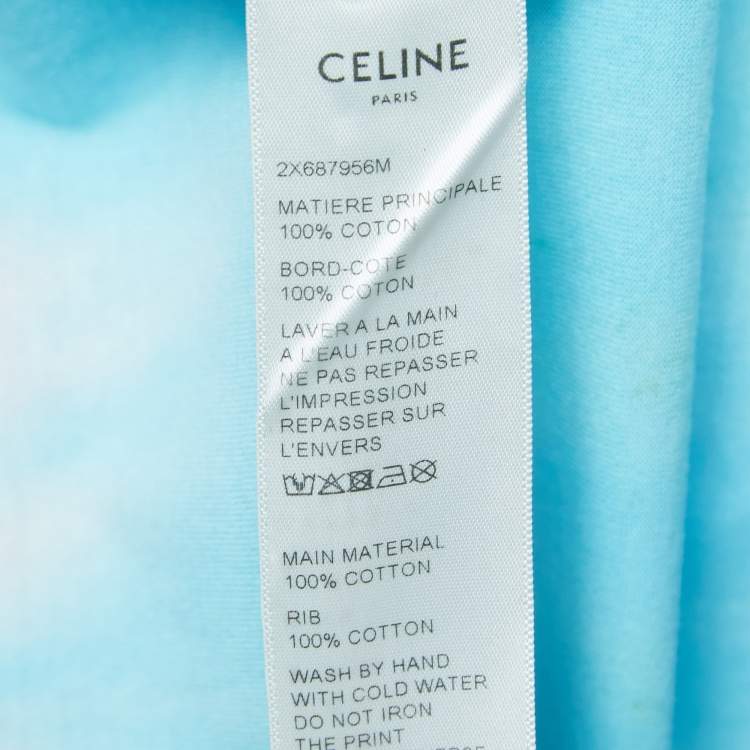 CELINE
PARIS
2X687956M
MATIERE PRINCIPALE
100% COTON
BORD-COTE
100% COTON
LAVER A LA MAIN
A L'EAU FROIDE
NE PAS REPASSER
L'IMPRESSION
REPASSER SUR
L'ENVERS
MAIN MATERIAL
100% COTTON
RIB
100% COTTON
WASH BY HAND
WITH COLD WATER
DO NOT IRON
THE PRINT